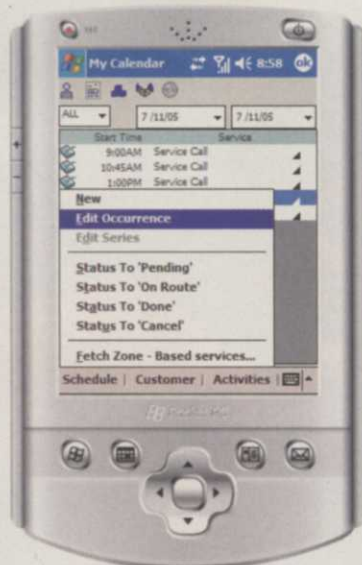 My Calendar 8:58 ok
ALL 7/11/05 7/11/05
Start Time Service
9:00AM Service Call
10:45AM Service Call
1:00PM Service Call
New
Edit Occurrence
Edit Series
Status To 'Pending'
Status To 'On Route'
Status To 'Done'
Status To 'Cancel'
Fetch Zone - Based services...
Schedule | Customer | Activities |